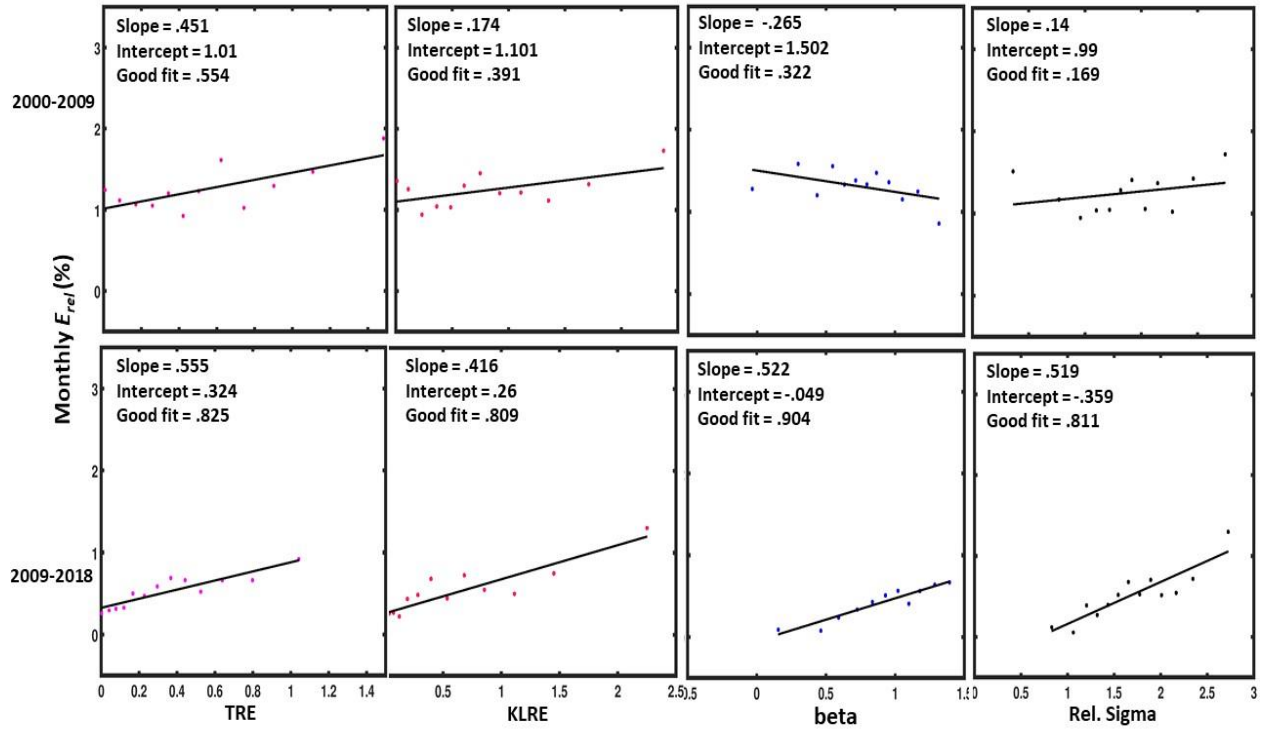 Slope = .451
Intercept = 1.01
Good fit = .554
Slope = .174
Intercept = 1.101
Good fit = .391
Slope = -.265
Intercept = 1.502
Good fit = .322
Slope = .14
Intercept = .99
Good fit = .169
3
2000-2009
2
1
0
Monthly Erel (%)
Slope = .555
Intercept = .324
Good fit = .825
Slope = .416
Intercept = .26
Good fit = .809
Slope = .522
Intercept = -.049
Good fit = .904
Slope = .519
Intercept = -.359
Good fit = .811
3
2
1
2009-2018
0
0 0.2 0.4 0.6 0.8 1 1.2 1.4
0.5 1 1.5 2 2.5
0 0.5 1
0.5 1 1.5 2 2.5 3
TRE
KLRE
beta
Rel. Sigma